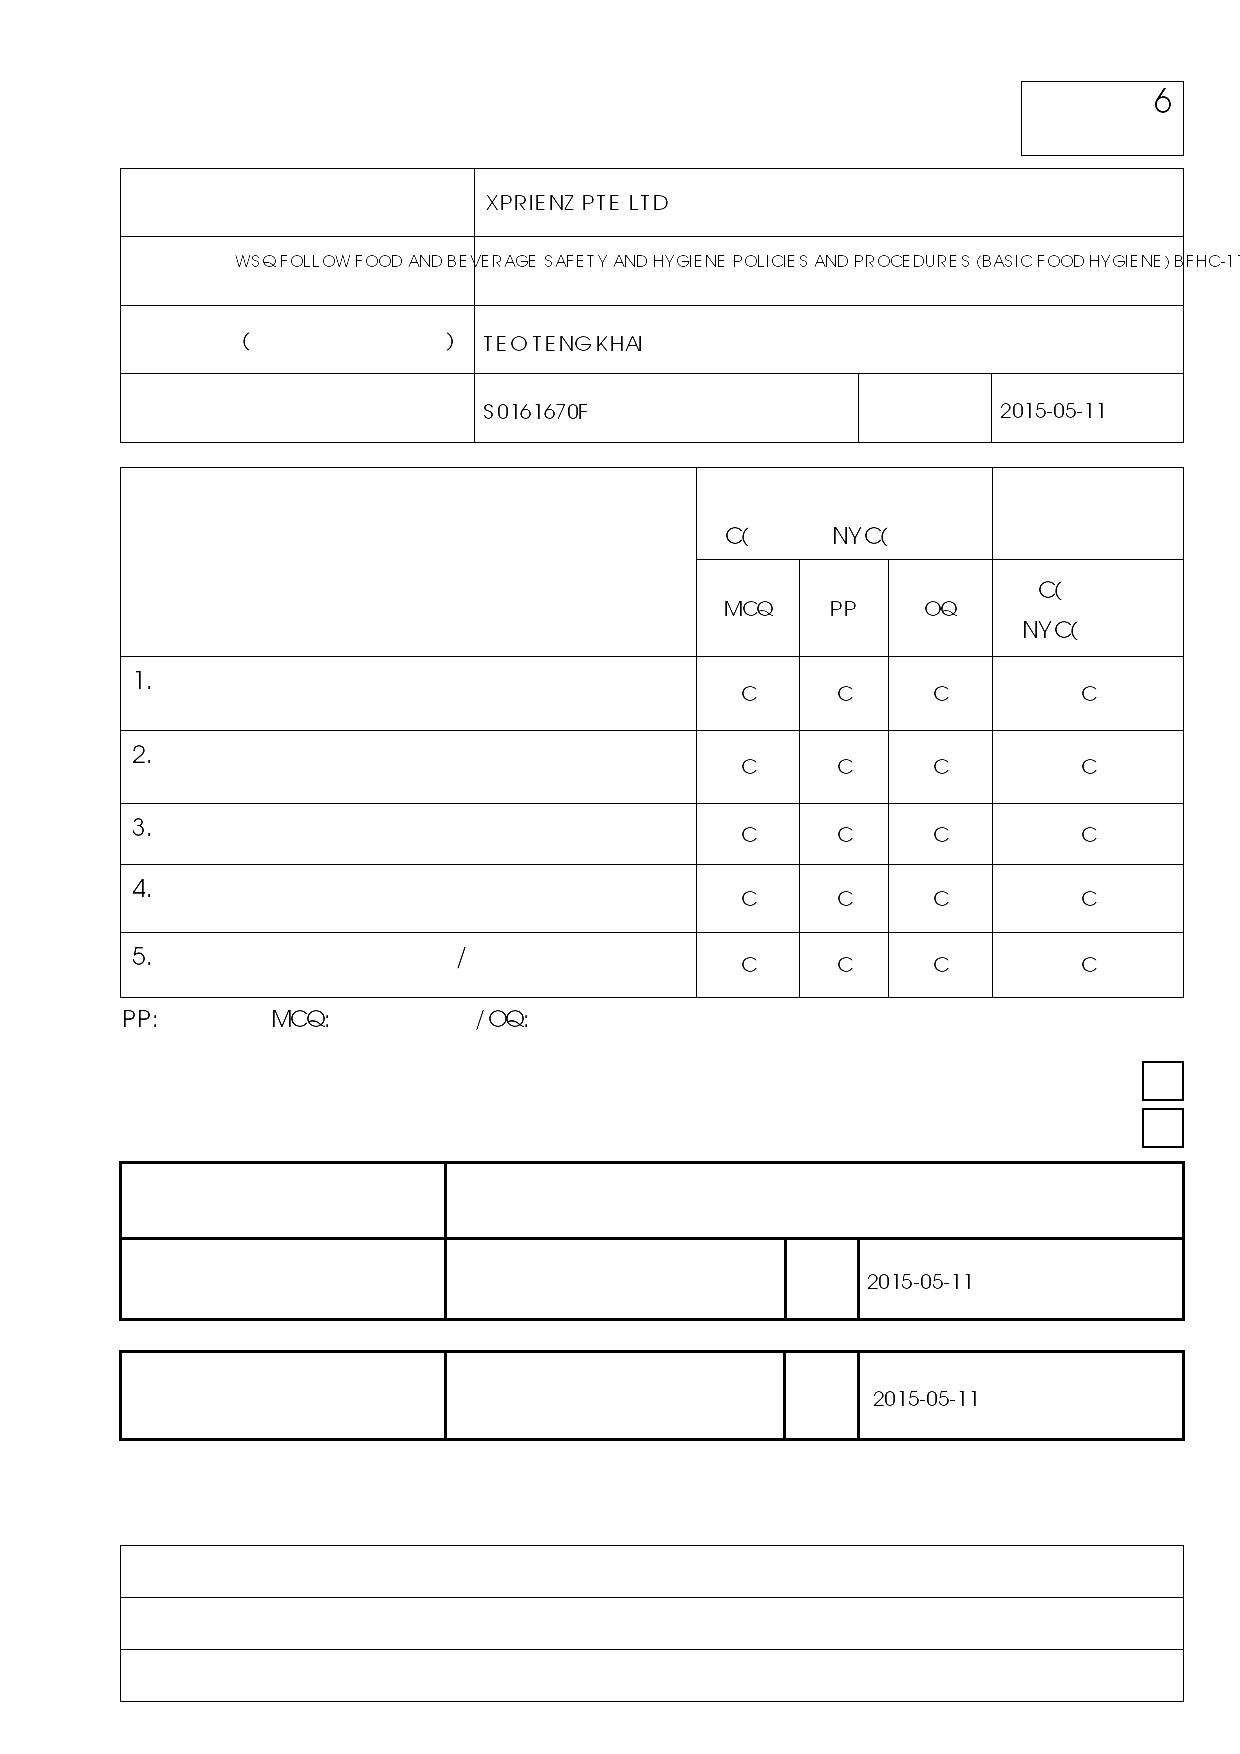 6
XPRIENZ PTE LTD
WSQ FOLLOW FOOD AND BEVERAGE SAFETY AND HYGIENE POLICIES AND PROCEDURES (BASIC FOOD HYGIENE) BFHC-11
( ) TEO TENG KHAI
S0161670F 2015-05-11
C( NYC(
MCQ PP OQ C(
NYC(
1. C C C C
2. C C C C
3. C C C C
4. C C C C
5. / C C C C
PP: MCQ: / OQ:
2015-05-11
2015-05-11